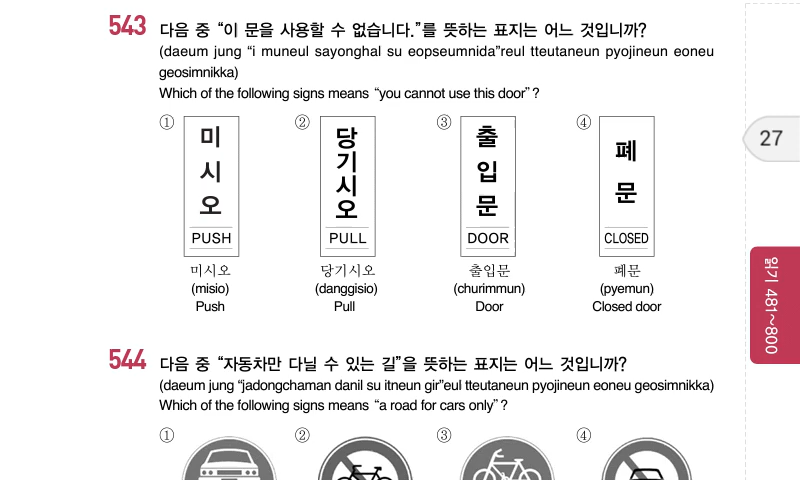 543 다음 중 “이 문을 사용할 수 없습니다.”를 뜻하는 표지는 어느 것입니까?
(daeum jung “i muneul sayonghal su eopseumnida”reul tteutaneun pyojineun eoneu
geosimnikka)
Which of the following signs means “you cannot use this door” ?
① ② ③ ④
미시오 당기시오 출입문 폐문
PUSH PULL DOOR CLOSED
미시오 당기시오 출입문 폐문
(misio) (danggisio) (churimmun) (pyemun)
Push Pull Door Closed door
27
읽기 481~800
544 다음 중 “자동차만 다닐 수 있는 길”을 뜻하는 표지는 어느 것입니까?
(daeum jung “jadongchaman danil su itneun gir”eul tteutaneun pyojineun eoneu geosimnikka)
Which of the following signs means “a road for cars only” ?
① ② ③ ④